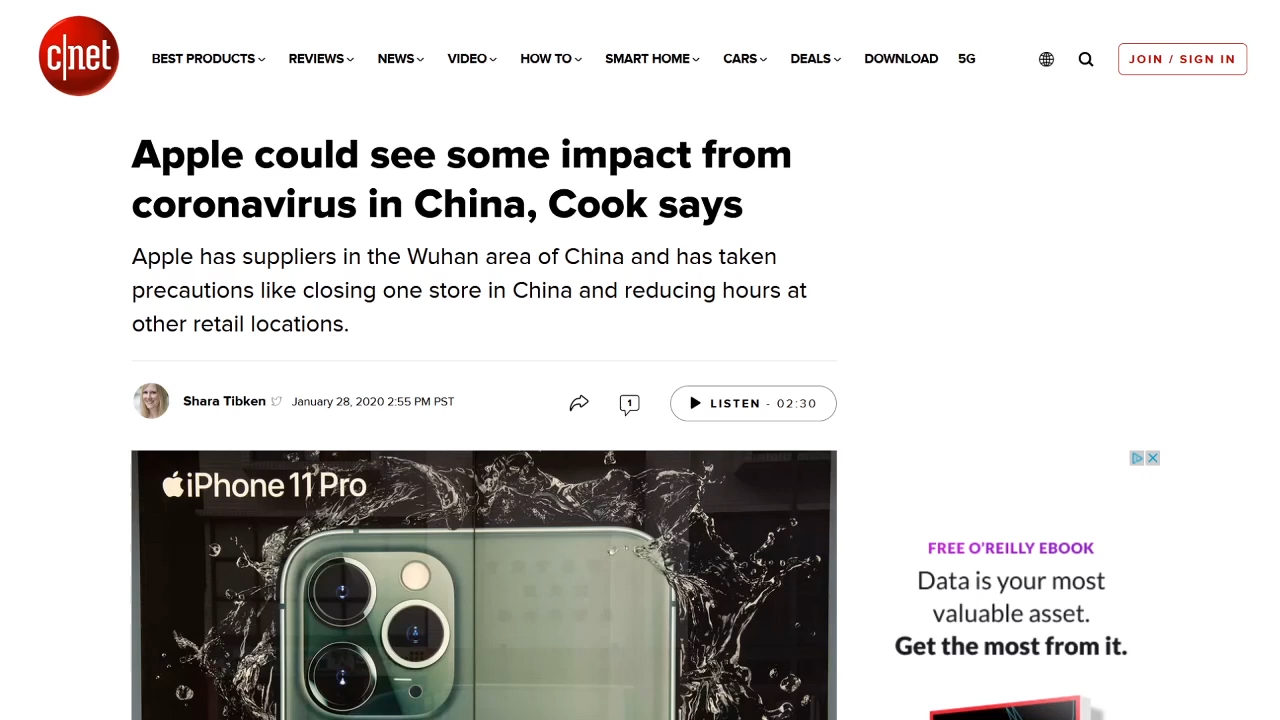 c|net
BEST PRODUCTS
REVIEWS
NEWS
VIDEO
HOW TO
SMART HOME
CARS
DEALS
DOWNLOAD
5G
JOIN / SIGN IN
Apple could see some impact from
coronavirus in China, Cook says
Apple has suppliers in the Wuhan area of China and has taken
precautions like closing one store in China and reducing hours at
other retail locations.
Shara Tibken
January 28, 2020 2:55 PM PST
1
LISTEN - 02:30
iPhone 11 Pro
FREE O'REILLY EBOOK
Data is your most
valuable asset.
Get the most from it.